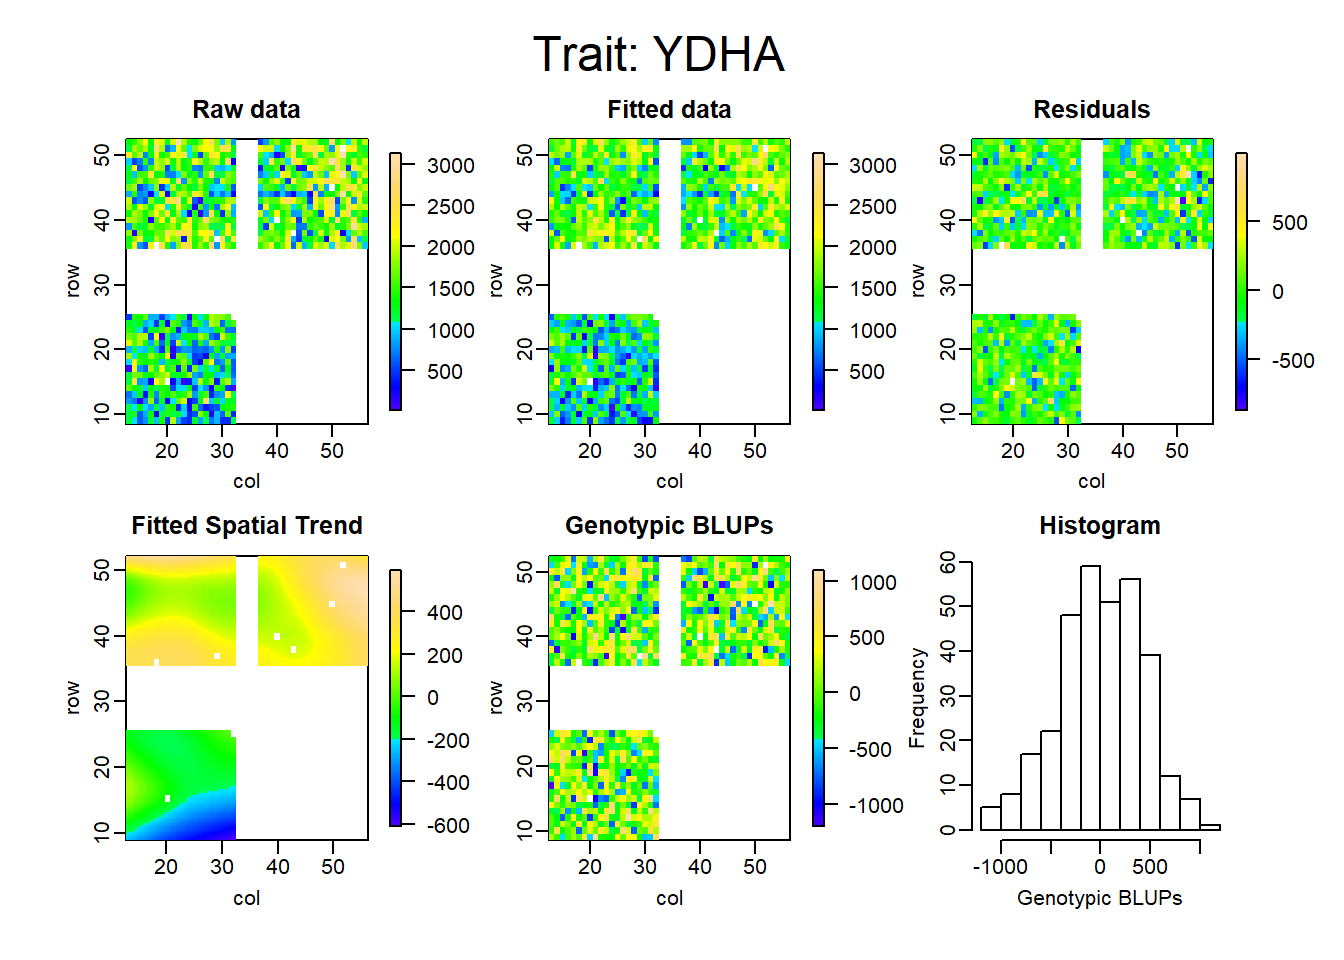 Trait: YDHA
Raw data
row
50
40
30
20
10
20 30 40 50
col
3000
2500
2000
1500
1000
500
Fitted data
row
50
40
30
20
10
20 30 40 50
col
3000
2500
2000
1500
1000
500
Residuals
row
50
40
30
20
10
20 30 40 50
col
500
0
-500
Fitted Spatial Trend
row
50
40
30
20
10
20 30 40 50
col
400
200
0
-200
-400
-600
Genotypic BLUPs
row
50
40
30
20
10
20 30 40 50
col
1000
500
0
-500
-1000
Histogram
Frequency
60
50
40
30
20
10
0
-1000 0 500
Genotypic BLUPs